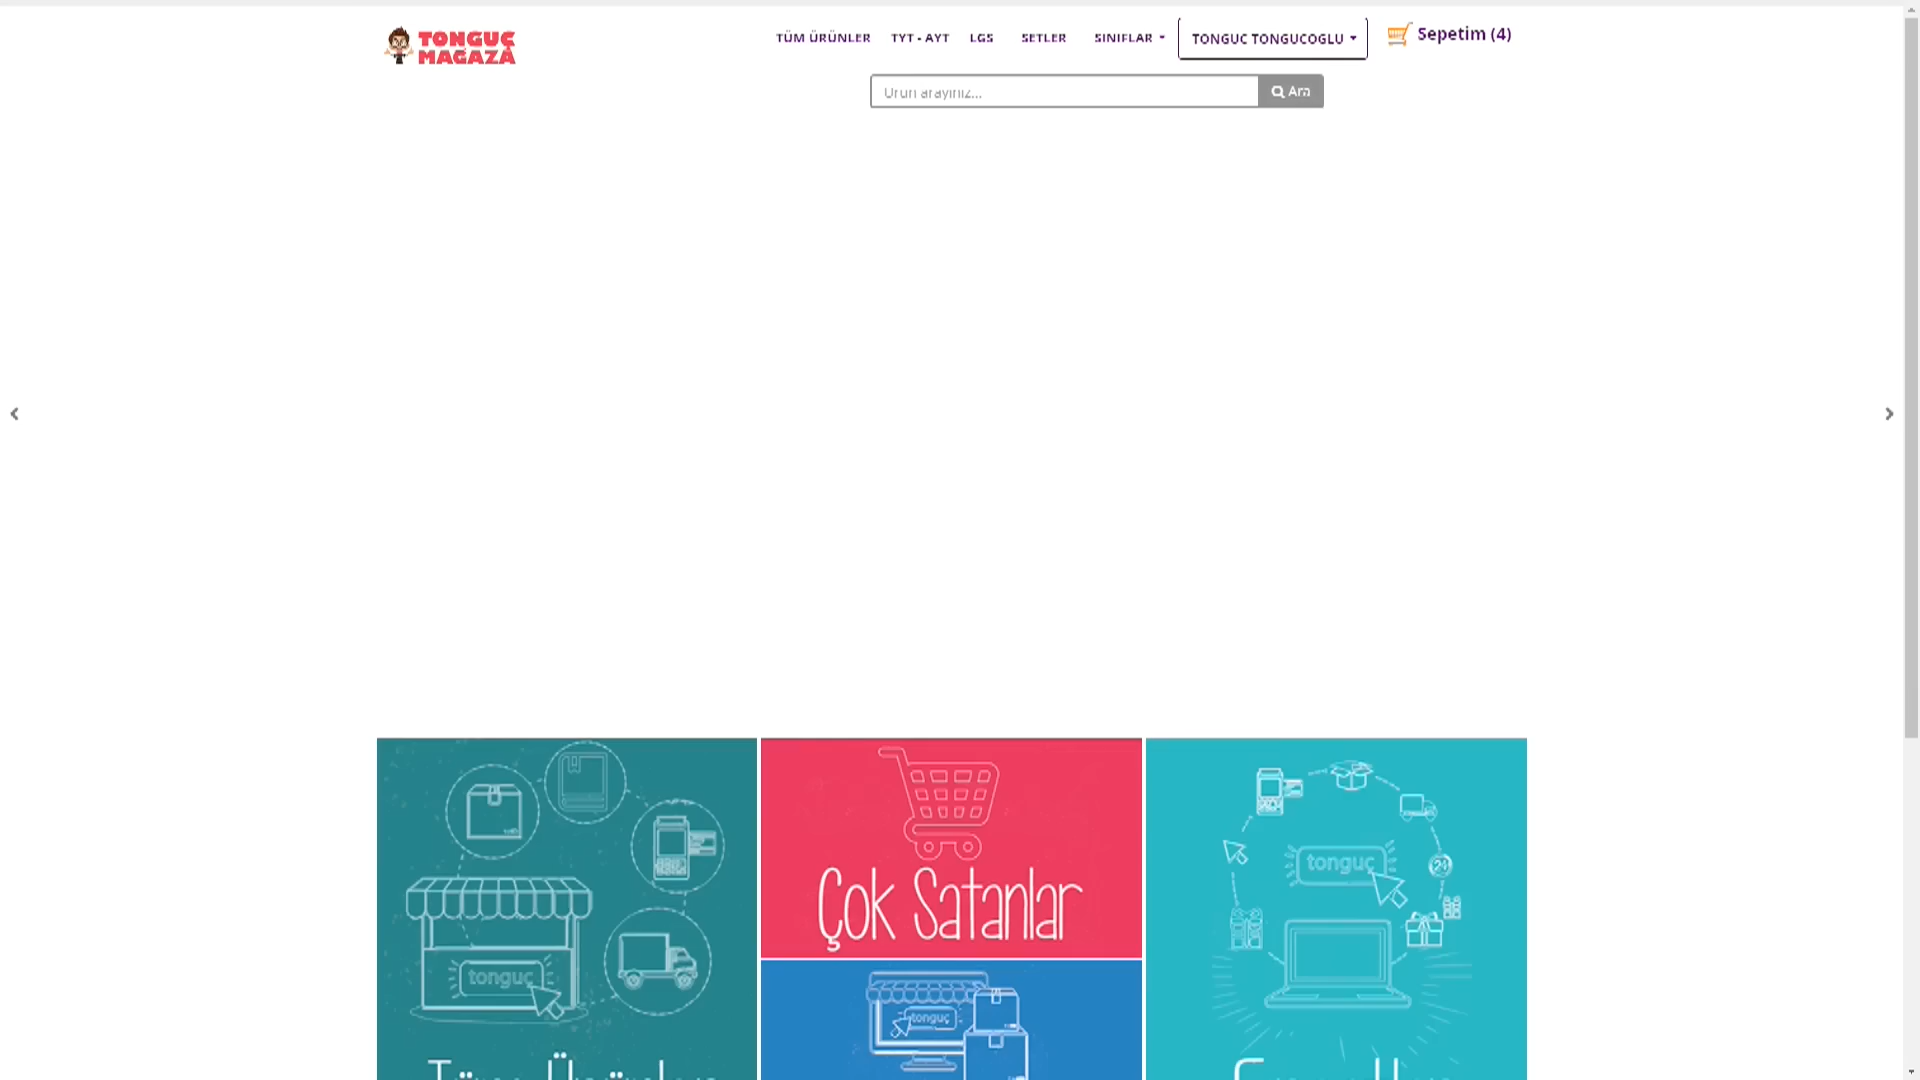 TONGUÇ
MAĞAZA
TÜM ÜRÜNLER TYT - AYT LGS SETLER SINIFLAR TONGUC TONGUCOGLU Sepetim (4)
Ürün arayınız... Ara
tonguç
Çok Satanlar
tonguç
tonguç